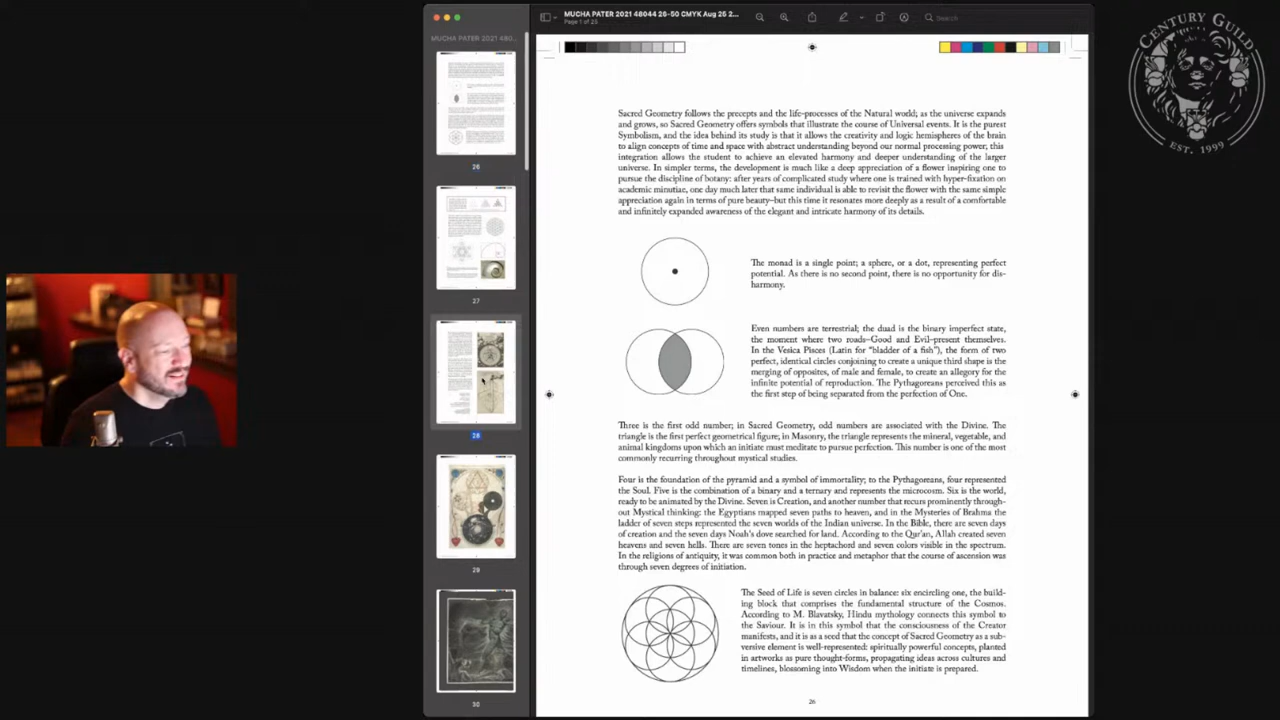 MUCHA PATER 2021 48044 26-50 CMYK Aug 25 2...
Page 1 of 25
Search
MUCHA PATER 2021 480...
26
27
28
29
30
CENTURY GU
EST. 1999
Sacred Geometry follows the precepts and the life-processes of the Natural world; as the universe expands
and grows, so Sacred Geometry offers symbols that illustrate the course of Universal events. It is the purest
Symbolism, and the idea behind its study is that it allows the creativity and logic hemispheres of the brain
to align concepts of time and space with abstract understanding beyond our normal processing power; this
integration allows the student to achieve an elevated harmony and deeper understanding of the larger
universe. In simpler terms, the development is much like a deep appreciation of a flower inspiring one to
pursue the discipline of botany: after years of complicated study where one is trained with hyper-fixation on
academic minutiae, one day much later that same individual is able to revisit the flower with the same simple
appreciation again in terms of pure beauty–but this time it resonates more deeply as a result of a comfortable
and infinitely expanded awareness of the elegant and intricate harmony of its details.
The monad is a single point; a sphere, or a dot, representing perfect
potential. As there is no second point, there is no opportunity for dis-
harmony.
Even numbers are terrestrial; the duad is the binary imperfect state,
the moment where two roads–Good and Evil–present themselves.
In the Vesica Pisces (Latin for “bladder of a fish”), the form of two
perfect, identical circles conjoining to create a unique third shape is the
merging of opposites, of male and female, to create an allegory for the
infinite potential of reproduction. The Pythagoreans perceived this as
the first step of being separated from the perfection of One.
Three is the first odd number; in Sacred Geometry, odd numbers are associated with the Divine. The
triangle is the first perfect geometrical figure; in Masonry, the triangle represents the mineral, vegetable, and
animal kingdoms upon which an initiate must meditate to pursue perfection. This number is one of the most
commonly recurring throughout mystical studies.
Four is the foundation of the pyramid and a symbol of immortality; to the Pythagoreans, four represented
the Soul. Five is the combination of a binary and a ternary and represents the microcosm. Six is the world,
ready to be animated by the Divine. Seven is Creation, and another number that recurs prominently through-
out Mystical thinking: the Egyptians mapped seven paths to heaven, and in the Mysteries of Brahma the
ladder of seven steps represented the seven worlds of the Indian universe. In the Bible, there are seven days
of creation and the seven days Noah's dove searched for land. According to the Qur'an, Allah created seven
heavens and seven hells. There are seven tones in the heptachord and seven colors visible in the spectrum.
In the religions of antiquity, it was common both in practice and metaphor that the course of ascension was
through seven degrees of initiation.
The Seed of Life is seven circles in balance: six encircling one, the build-
ing block that comprises the fundamental structure of the Cosmos.
According to M. Blavatsky, Hindu mythology connects this symbol to
the Saviour. It is in this symbol that the consciousness of the Creator
manifests, and it is as a seed that the concept of Sacred Geometry as a sub-
versive element is well-represented: spiritually powerful concepts, planted
in artworks as pure thought-forms, propagating ideas across cultures and
timelines, blossoming into Wisdom when the initiate is prepared.
26